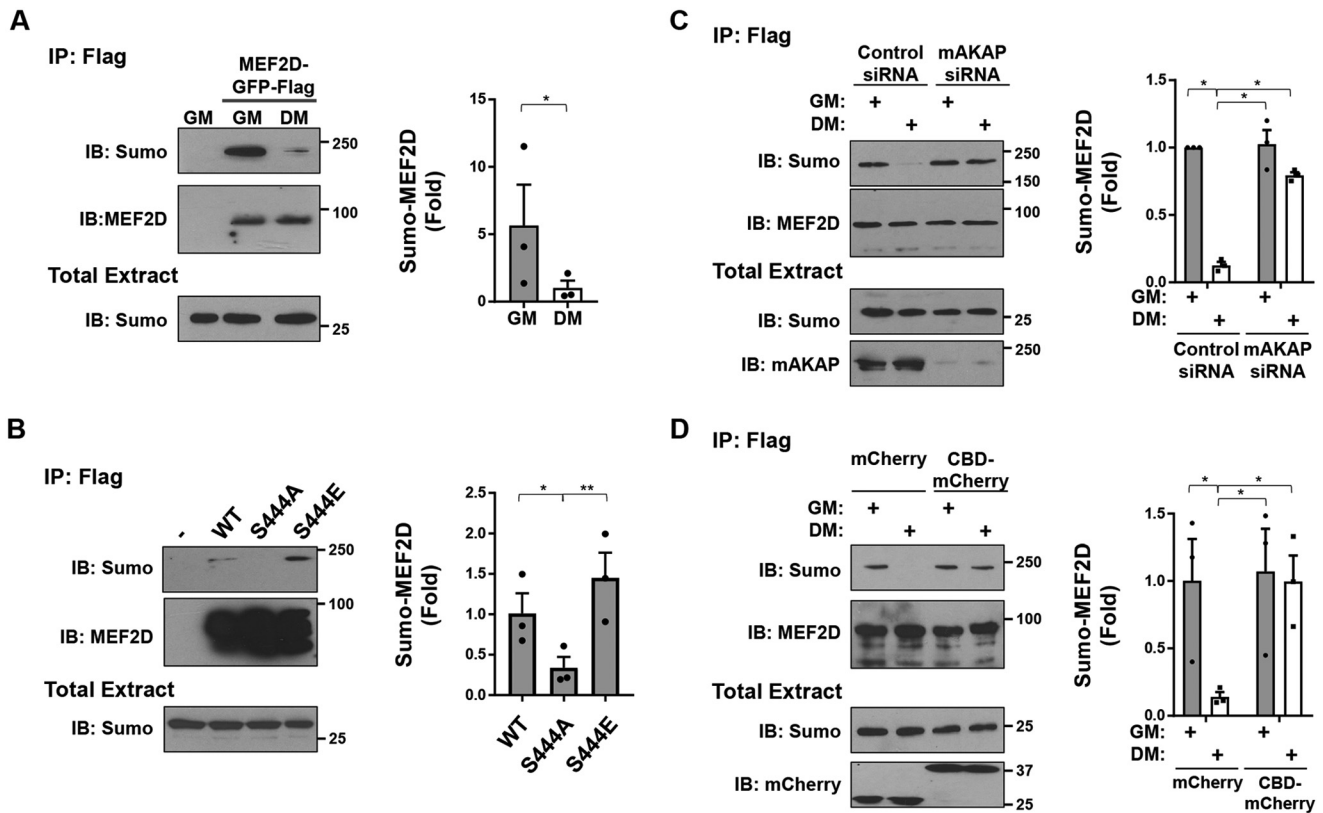 A
IP: Flag
MEF2D-
GFP-Flag
GM GM DM
IB: Sumo
250
IB:MEF2D
100
Total Extract
IB: Sumo
25
Sumo-MEF2D
(Fold)
15
10
5
0
*
GM DM
B
IP: Flag
- WT S444A S444E
IB: Sumo
250
IB: MEF2D
100
Total Extract
IB: Sumo
25
Sumo-MEF2D
(Fold)
2.5
2.0
1.5
1.0
0.5
0.0
* **
WT S444A S444E
C
IP: Flag
Control mAKAP
siRNA siRNA
GM: + +
DM: + +
IB: Sumo
250
150
IB: MEF2D
100
Total Extract
IB: Sumo
25
IB: mAKAP
250
Sumo-MEF2D
(Fold)
1.5
1.0
0.5
0.0
* *
*
GM: + +
DM: + +
Control mAKAP
siRNA siRNA
D
IP: Flag
mCherry CBD-
mCherry
GM: + +
DM: + +
IB: Sumo
250
IB: MEF2D
100
Total Extract
IB: Sumo
25
IB: mCherry
37
25
Sumo-MEF2D
(Fold)
1.5
1.0
0.5
0.0
* *
*
GM: + +
DM: + +
mCherry CBD-
mCherry